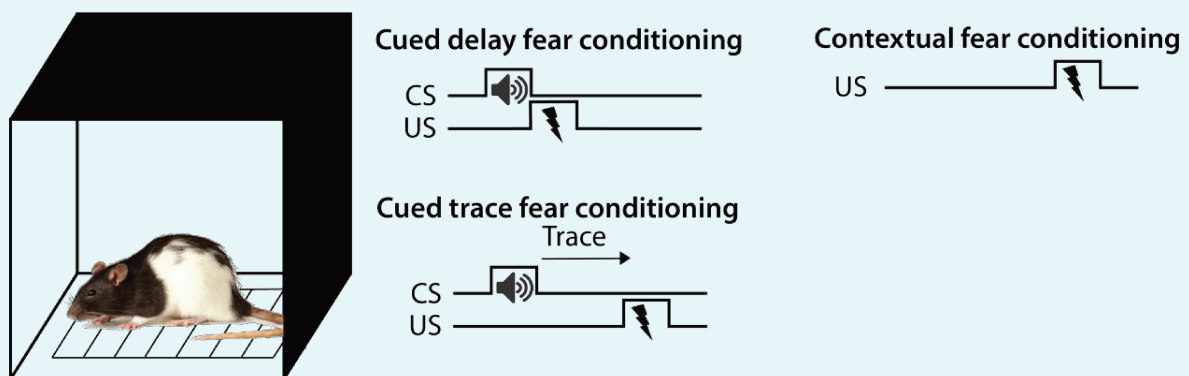 Cued delay fear conditioning
CS
US
Contextual fear conditioning
US
Cued trace fear conditioning
Trace
CS
US